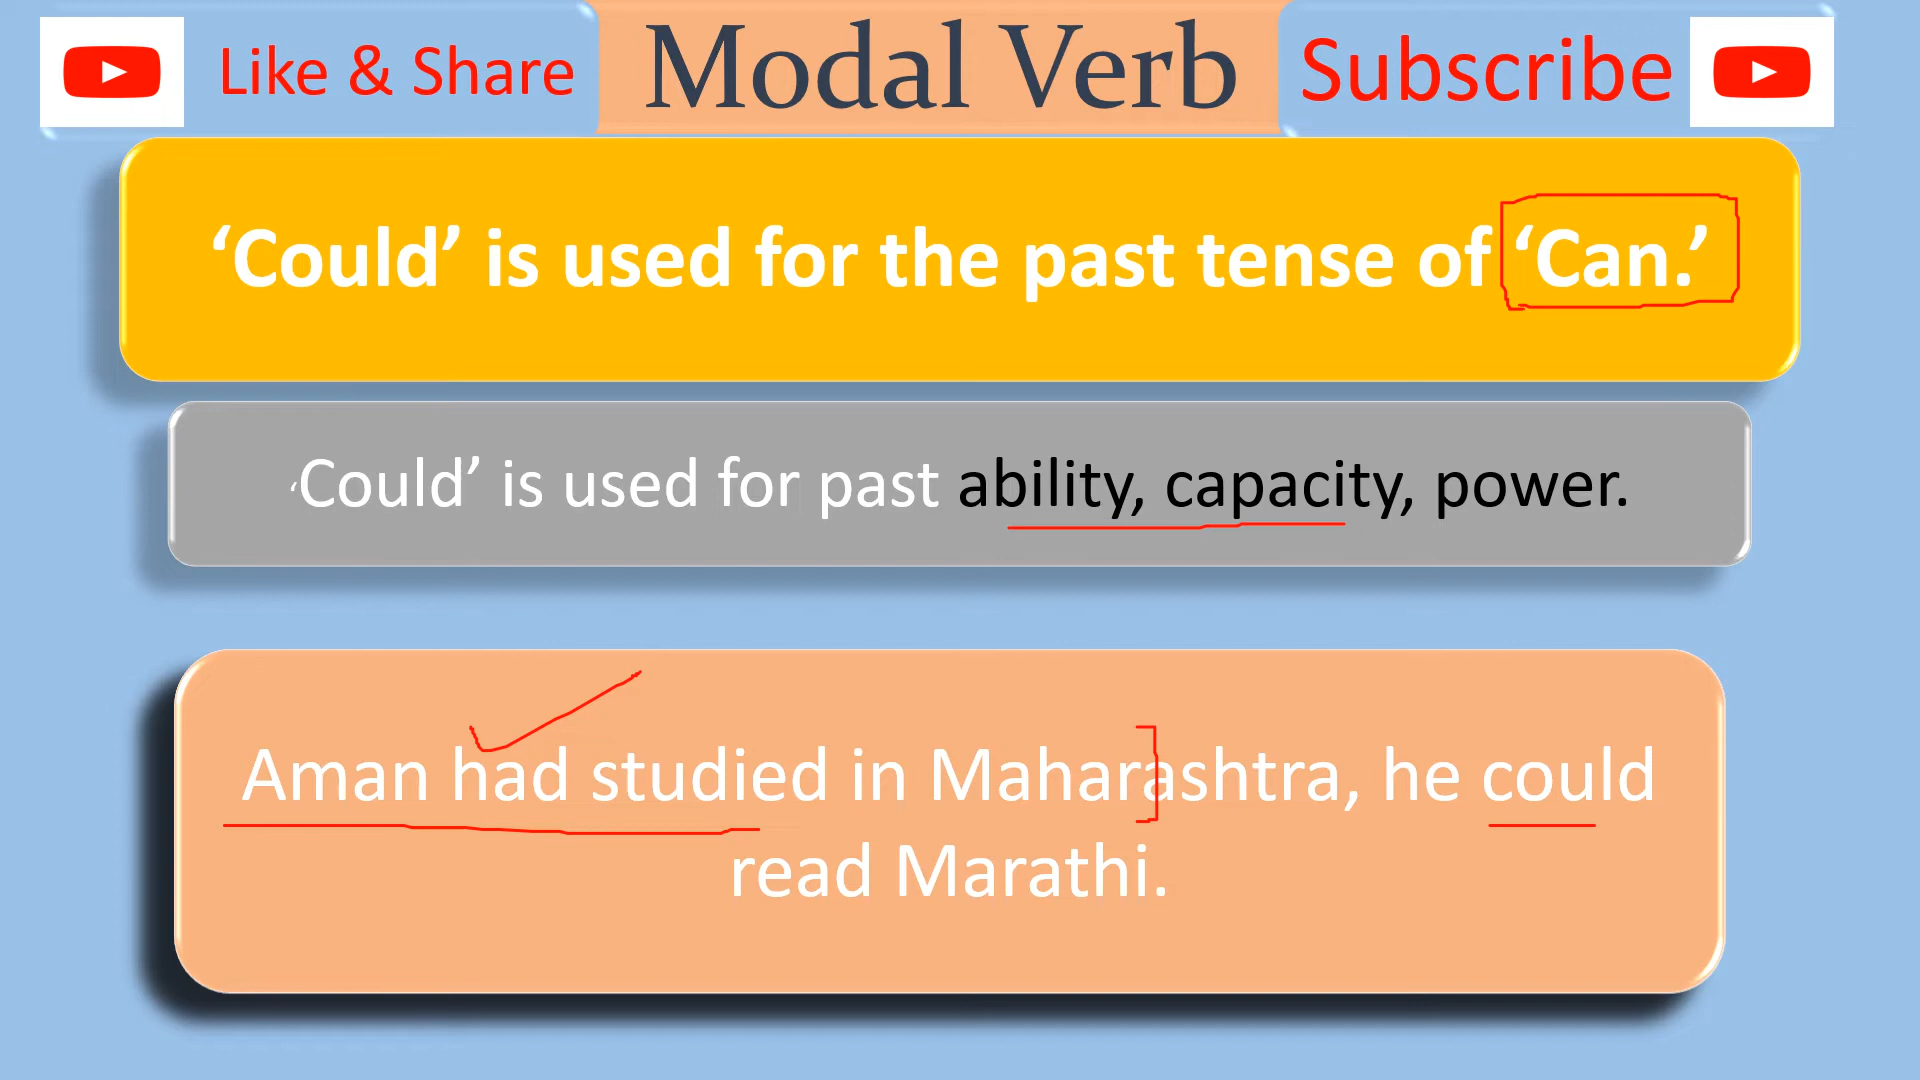 Like & Share
Modal Verb
Subscribe
‘Could’ is used for the past tense of ‘Can.’
‘Could’ is used for past ability, capacity, power.
Aman had studied in Maharashtra, he could
read Marathi.